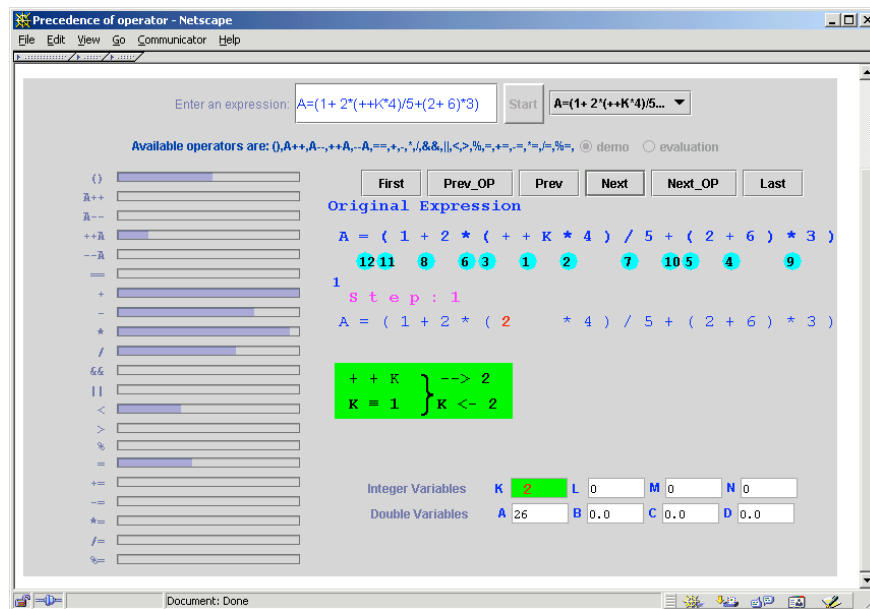 Precedence of operator - Netscape
File Edit View Go Communicator Help
Enter an expression: A=(1+ 2*(++K*4)/5+(2+ 6)*3) Start A=(1+ 2*(++K*4)/5...
Available operators are: (),A++,A--,++A,--A,==,+,-,*,/,&&,||,<,>,%,=,+=,-=,*=,/=,%=, demo evaluation
()
A++
A--
++A
--A
==
+
-
*
/
&&
||
<
>
%
=
+=
-=
*=
/=
%=
First Prev_OP Prev Next Next_OP Last
Original Expression
A = ( 1 + 2 * ( + + K * 4 ) / 5 + ( 2 + 6 ) * 3 )
12 11 8 6 3 1 2 7 10 5 4 9
1
Step:1
A = ( 1 + 2 * ( 2 * 4 ) / 5 + ( 2 + 6 ) * 3 )
+ + K } --> 2
K = 1 K <- 2
Integer Variables K 2 L 0 M 0 N 0
Double Variables A 26 B 0.0 C 0.0 D 0.0
Document: Done